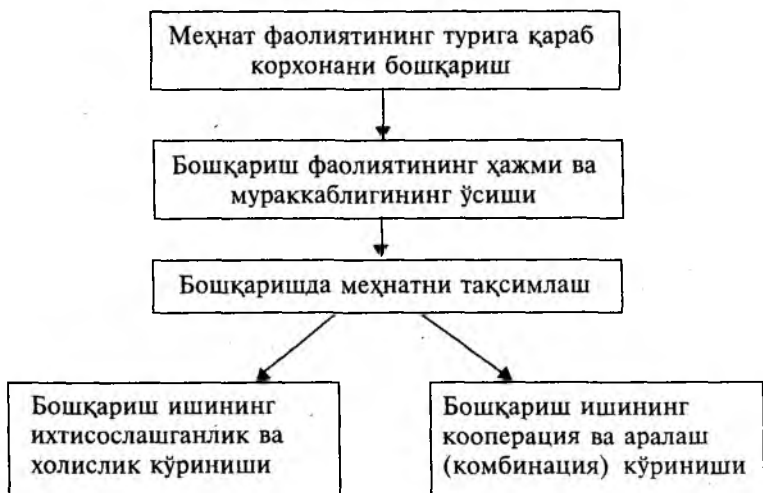 Меҳнат фаолиятининг турига қараб
корхонани бошқариш
Бошқариш фаолиятининг ҳажми ва
мураккаблигининг ўсиши
Бошқаришда меҳнатни тақсимлаш
Бошқариш ишининг
ихтисослашганлик ва
холислик кўриниши
Бошқариш ишининг
кооперация ва аралаш
(комбинация) кўриниши